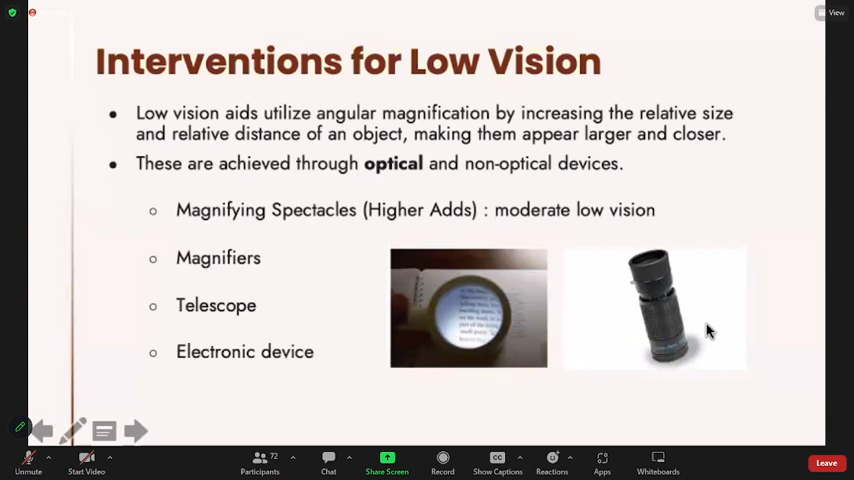 View
Interventions for Low Vision
● Low vision aids utilize angular magnification by increasing the relative size
and relative distance of an object, making them appear larger and closer.
● These are achieved through optical and non-optical devices.
○ Magnifying Spectacles (Higher Adds) : moderate low vision
○ Magnifiers
○ Telescope
○ Electronic device
72
Unmute
Start Video
Participants
Chat
Share Screen
Record
CC
Show Captions
Reactions
Apps
Whiteboards
Leave